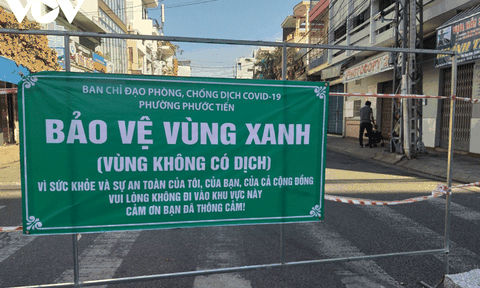 VOV
BAN CHỈ ĐẠO PHÒNG, CHỐNG DỊCH COVID-19
PHƯỜNG PHƯỚC TIẾN
BẢO VỆ VÙNG XANH
(VÙNG KHÔNG CÓ DỊCH)
VÌ SỨC KHỎE VÀ SỰ AN TOÀN CỦA TÔI, CỦA BẠN, CỦA CẢ CỘNG ĐỒNG
VUI LÒNG KHÔNG ĐI VÀO KHU VỰC NÀY
CẢM ƠN BẠN ĐÃ THÔNG CẢM!